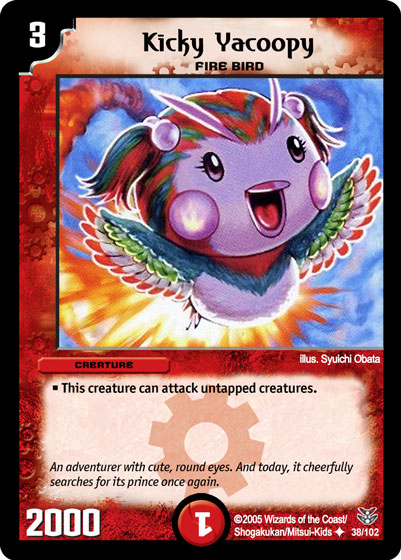 3
Kicky Yacoopy
FIRE BIRD
illus. Syuichi Obata
CREATURE
▪ This creature can attack untapped creatures.
An adventurer with cute, round eyes. And today, it cheerfully
searches for its prince once again.
2000
1
©2005 Wizards of the Coast/
Shogakukan/Mitsui-Kids ✦ 38/102